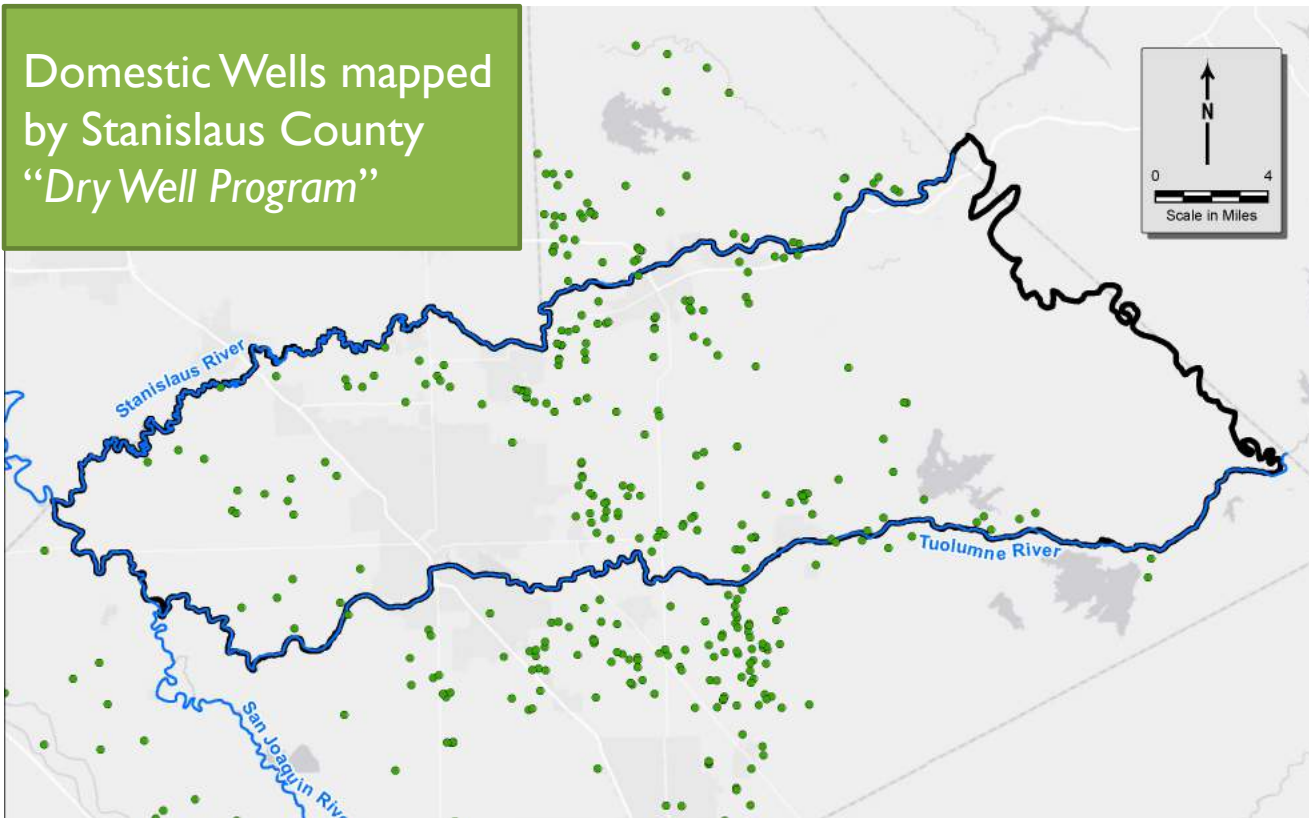 Domestic Wells mapped
by Stanislaus County
“Dry Well Program”
N
0 4
Scale in Miles
Stanislaus River
Tuolumne River
San Joaquin River